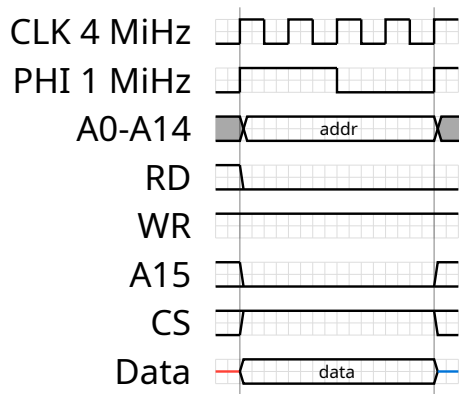 CLK 4 MiHz
PHI 1 MiHz
A0-A14 addr
RD
WR
A15
CS
Data data